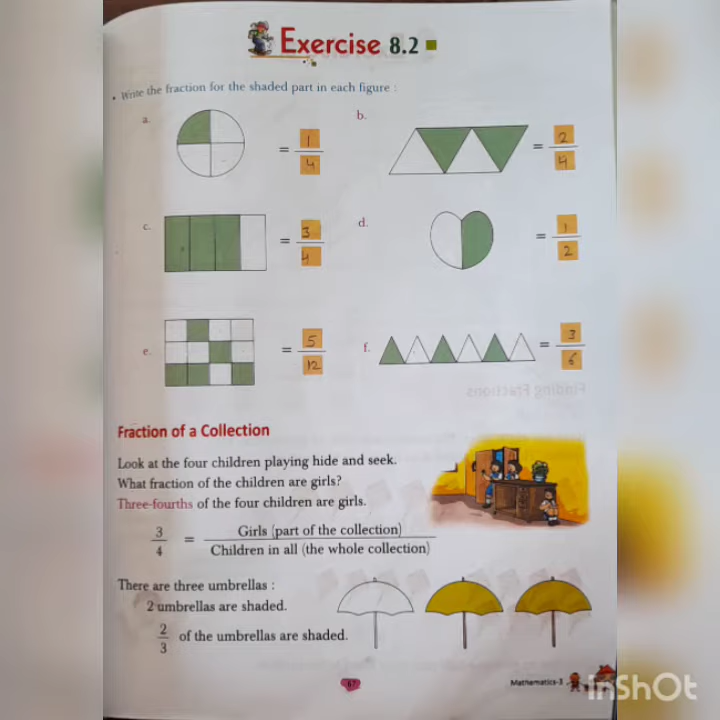 Exercise 8.2
• Write the fraction for the shaded part in each figure :
a. = 1/4
b. = 2/4
c. = 3/4
d. = 1/2
e. = 5/12
f. = 3/6
Fraction of a Collection
Look at the four children playing hide and seek.
What fraction of the children are girls?
Three-fourths of the four children are girls.
3/4 = Girls (part of the collection)/Children in all (the whole collection)
There are three umbrellas :
2 umbrellas are shaded.
2/3 of the umbrellas are shaded.
67
Mathematics-3
InShOt